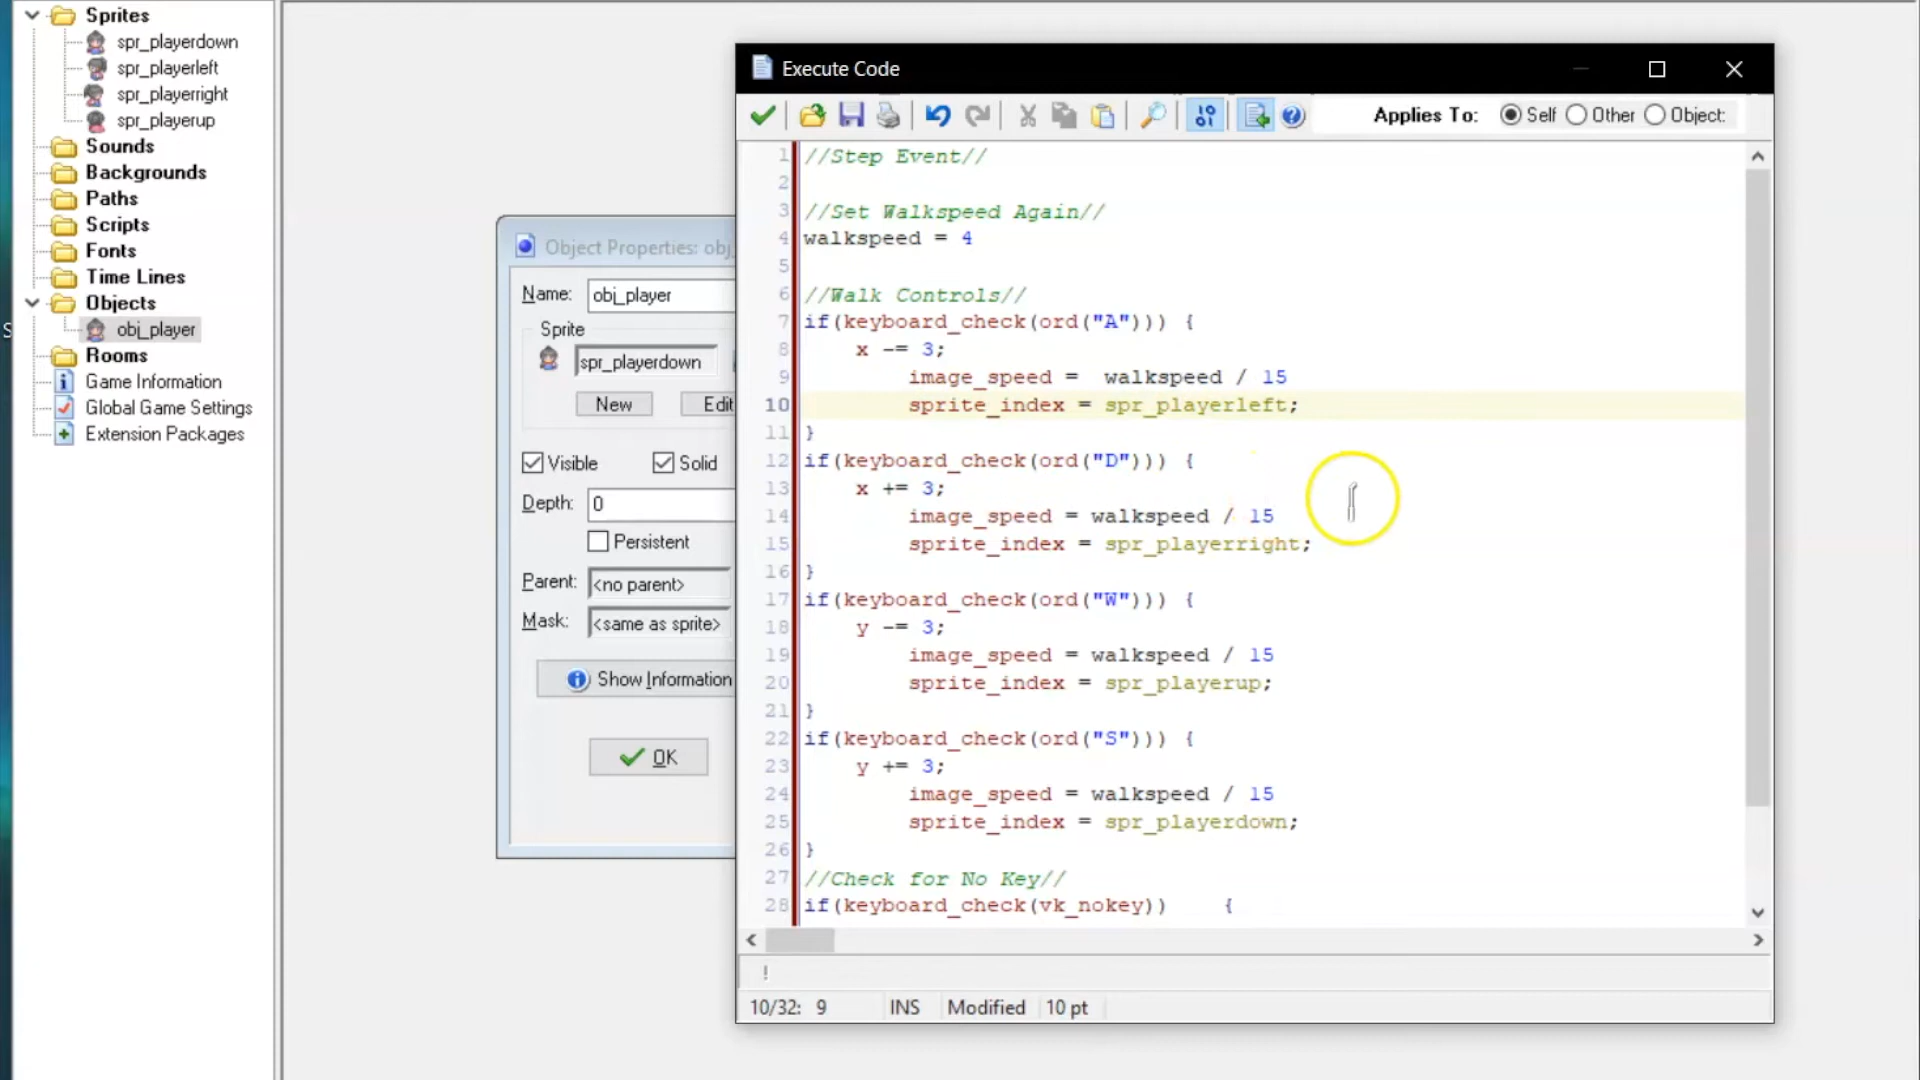 Sprites
spr_playerdown
spr_playerleft
spr_playerright
spr_playerup
Sounds
Backgrounds
Paths
Scripts
Fonts
Time Lines
Objects
obj_player
Rooms
Game Information
Global Game Settings
Extension Packages
S
Object Properties: obj
Name: obj_player
Sprite
spr_playerdown
New Edit
Visible Solid
Depth: 0
Persistent
Parent: <no parent>
Mask: <same as sprite>
Show Information
OK
Execute Code
Applies To: Self Other Object:
1 //Step Event//
2
3 //Set Walkspeed Again//
4 walkspeed = 4
5
6 //Walk Controls//
7 if(keyboard_check(ord("A"))) {
8 x -= 3;
9 image_speed =  walkspeed / 15
10 sprite_index = spr_playerleft;
11 }
12 if(keyboard_check(ord("D"))) {
13 x += 3;
14 image_speed = walkspeed / 15
15 sprite_index = spr_playerright;
16 }
17 if(keyboard_check(ord("W"))) {
18 y -= 3;
19 image_speed = walkspeed / 15
20 sprite_index = spr_playerup;
21 }
22 if(keyboard_check(ord("S"))) {
23 y += 3;
24 image_speed = walkspeed / 15
25 sprite_index = spr_playerdown;
26 }
27 //Check for No Key//
28 if(keyboard_check(vk_nokey)) {
!
10/32: 9 INS Modified 10 pt